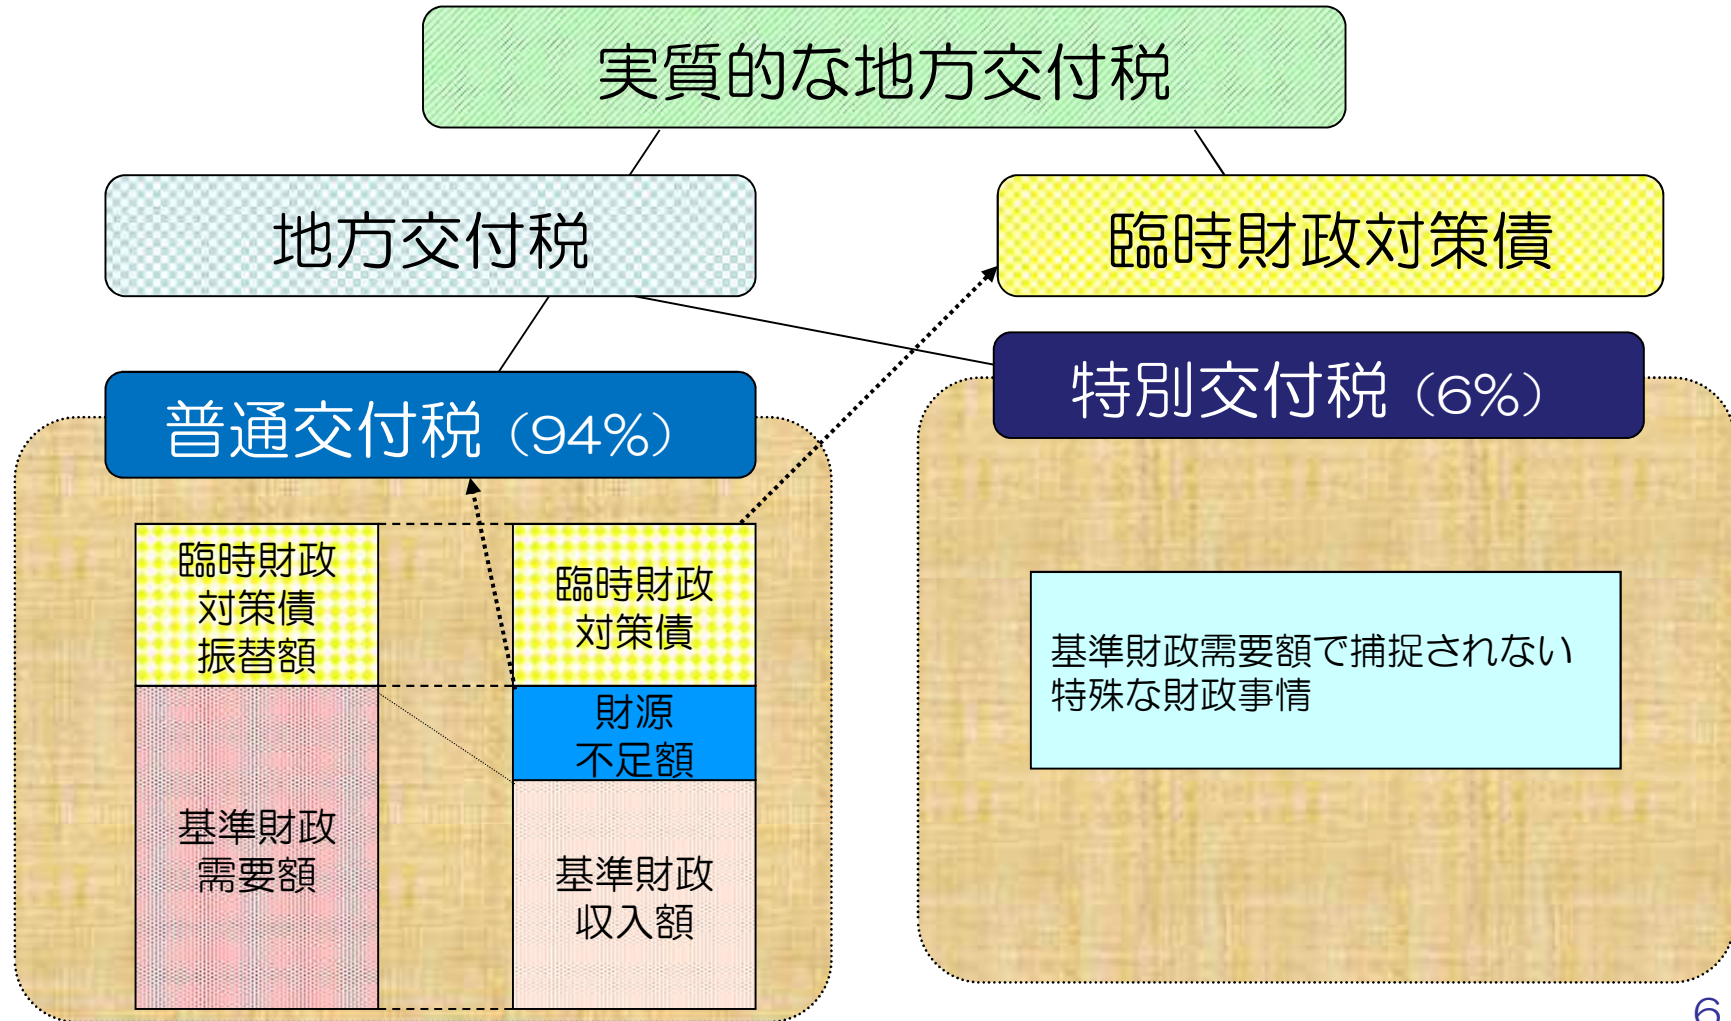 実質的な地方交付税
地方交付税
臨時財政対策債
普通交付税（94%）
特別交付税（6%）
臨時財政
対策債
振替額
基準財政
需要額
臨時財政
対策債
財源
不足額
基準財政
収入額
基準財政需要額で捕捉されない
特殊な財政事情
6